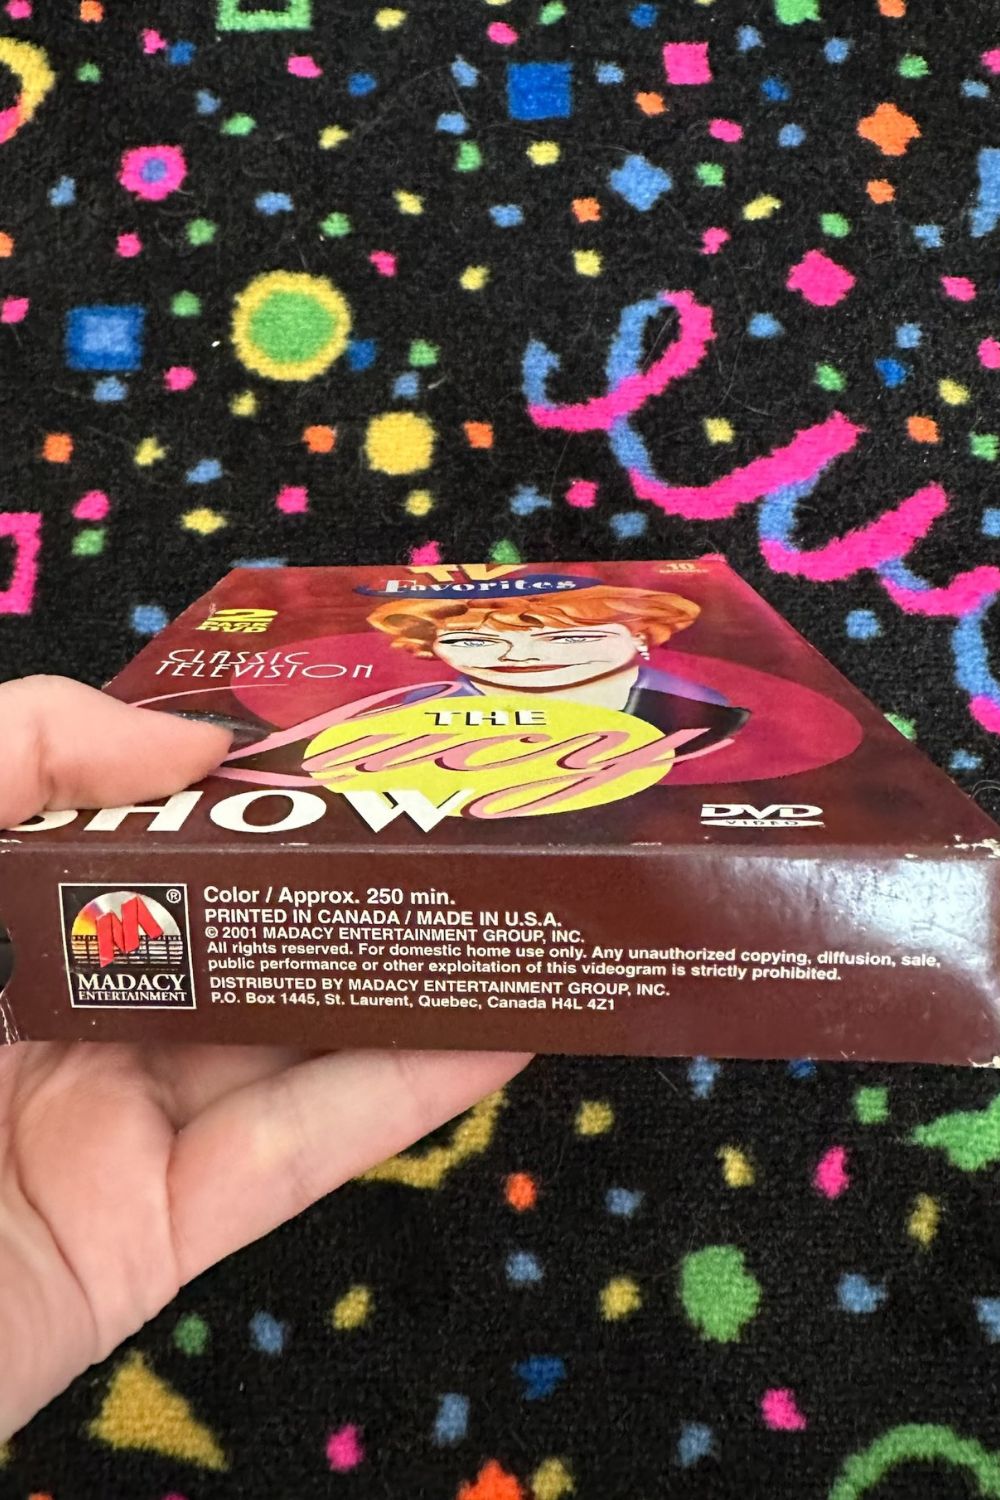 TV
Favorites
10
2
PACK
DVD
CLASSIC
TELEVISION
THE
Lucy
SHOW
DVD
VIDEO
®
MADACY
ENTERTAINMENT
Color / Approx. 250 min.
PRINTED IN CANADA / MADE IN U.S.A.
© 2001 MADACY ENTERTAINMENT GROUP, INC.
All rights reserved. For domestic home use only. Any unauthorized copying, diffusion, sale,
public performance or other exploitation of this videogram is strictly prohibited.
DISTRIBUTED BY MADACY ENTERTAINMENT GROUP, INC.
P.O. Box 1445, St. Laurent, Quebec, Canada H4L 4Z1